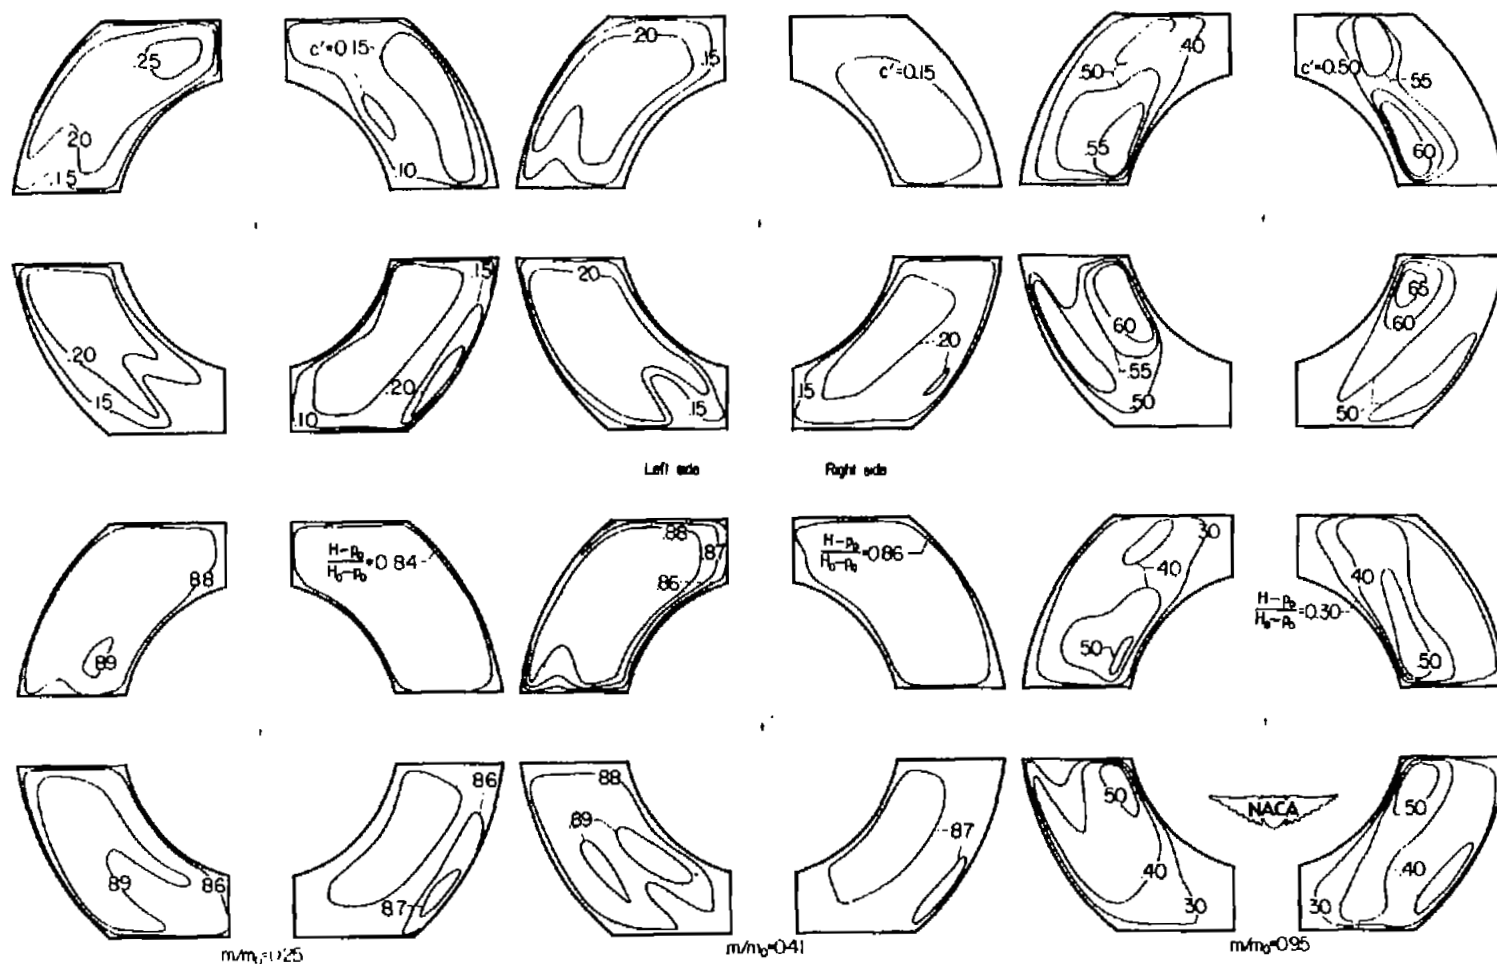 .25 c'=0.15 .20 .15 c'=0.15 .50 .40 c'=0.50 .55
.20 .15 .10 .55 .60
.20 .15 .15 .20 .20 .60 .65 .60
.20 .10 .15 .15 .55 .50 .50
Left side Right side
.88 H-p₀/H₀-p₀=0.84 .88 .87 .86 H-p₀/H₀-p₀=0.86 .30 .40 H-p₀/H₀-p₀=0.30 .40
.89 .50 .50
.86 .88 .50 NACA .50
.89 .86 .87 .89 .87 .40 .30 .30 .40
m/m₀=0.25 m/m₀=0.41 m/m₀=0.95